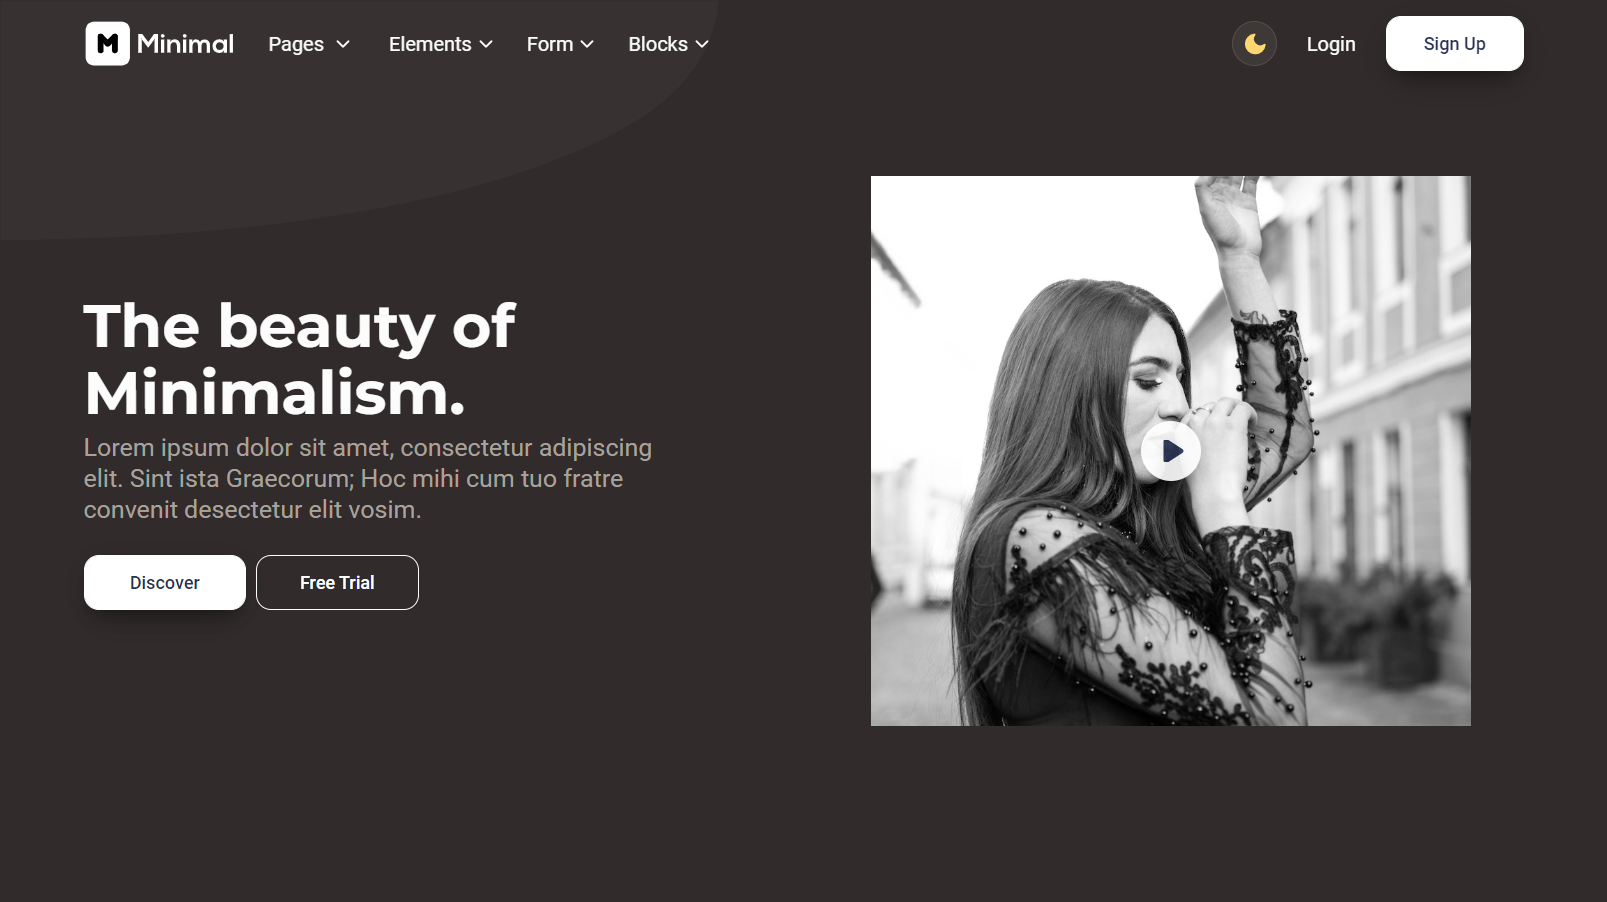 Minimal
Pages
Elements
Form
Blocks
Login
Sign Up
The beauty of
Minimalism.
Lorem ipsum dolor sit amet, consectetur adipiscing
elit. Sint ista Graecorum; Hoc mihi cum tuo fratre
convenit desectetur elit vosim.
Discover
Free Trial